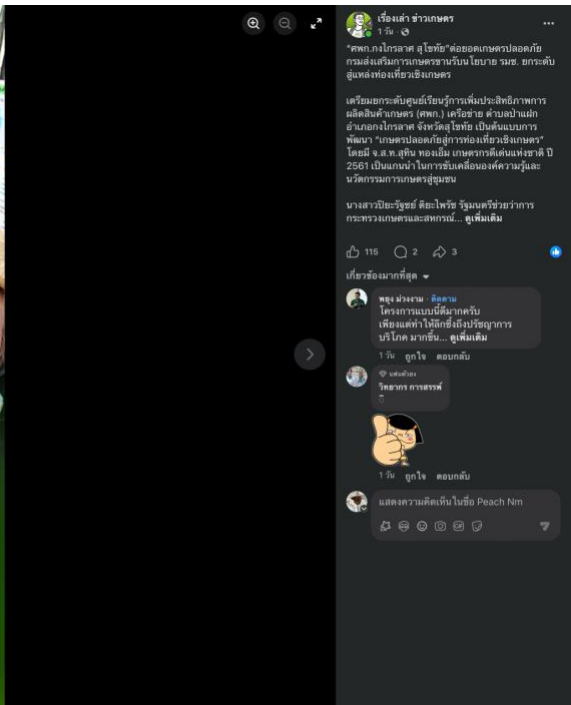 เรื่องเล่า ข่าวเกษตร
1 วัน ·
"ศพก.กงไกรลาศ สุโขทัย"ต่อยอดเกษตรปลอดภัย
กรมส่งเสริมการเกษตรขานรับนโยบาย รมช. ยกระดับ
สู่แหล่งท่องเที่ยวเชิงเกษตร
เตรียมยกระดับศูนย์เรียนรู้การเพิ่มประสิทธิภาพการ
ผลิตสินค้าเกษตร (ศพก.) เครือข่าย ตำบลป่าแฝก
อำเภอกงไกรลาศ จังหวัดสุโขทัย เป็นต้นแบบการ
พัฒนา "เกษตรปลอดภัยสู่การท่องเที่ยวเชิงเกษตร"
โดยมี จ.ส.ท.สุทิน ทองเอ็ม เกษตรกรดีเด่นแห่งชาติ ปี
2561 เป็นแกนนำในการขับเคลื่อนองค์ความรู้และ
นวัตกรรมการเกษตรสู่ชุมชน
นางสาวปิยะรัฐชย์ ติยะไพรัช รัฐมนตรีช่วยว่าการ
กระทรวงเกษตรและสหกรณ์... ดูเพิ่มเติม
115 2 3
เกี่ยวข้องมากที่สุด
พยุง ม่วงงาม · ติดตาม
โครงการแบบนี้ดีมากครับ
เพียงแต่ทำให้ลึกซึ้งถึงปรัชญาการ
บริโภค มากขึ้น... ดูเพิ่มเติม
1 วัน ถูกใจ ตอบกลับ
แฟนตัวยง
วิทยากร การสรรพ์
1 วัน ถูกใจ ตอบกลับ
แสดงความคิดเห็นในชื่อ Peach Nm
GIF